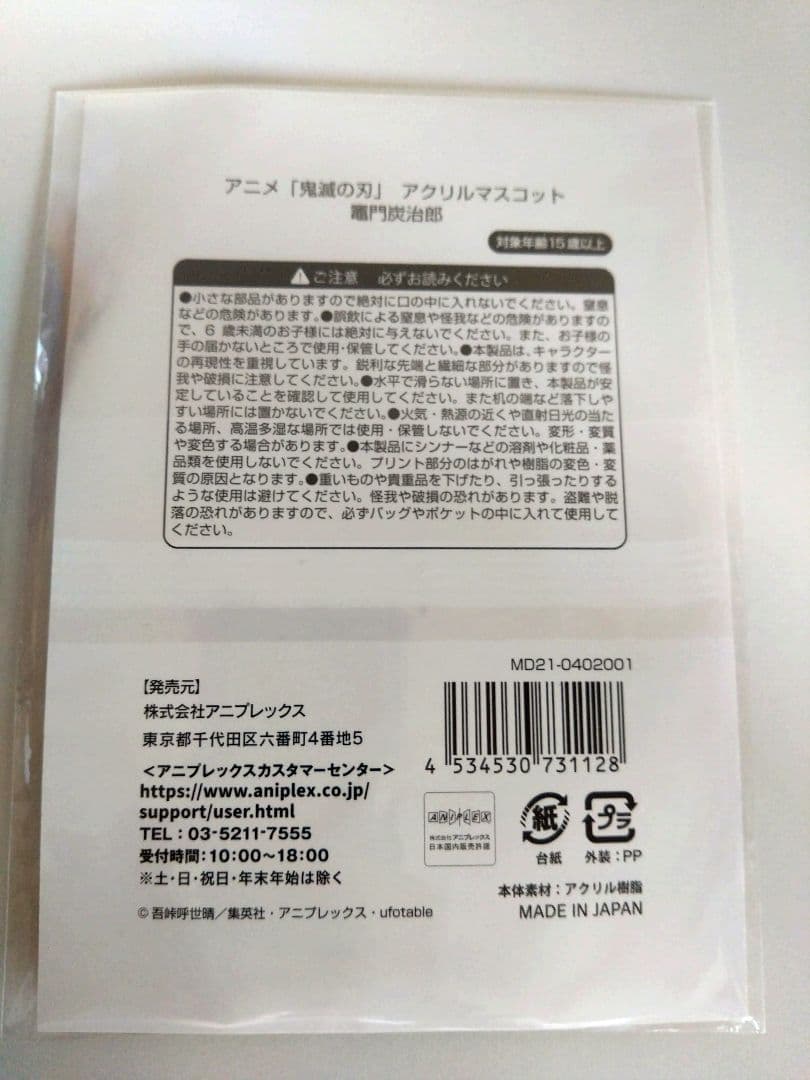 アニメ「鬼滅の刃」 アクリルマスコット
竈門炭治郎
対象年齢15歳以上
⚠ご注意 必ずお読みください
●小さな部品がありますので絶対に口の中に入れないでください。窒息
などの危険があります。●誤飲による窒息や怪我などの危険がありますの
で、6 歳未満のお子様には絶対に与えないでください。また、お子様の
手の届かないところで使用・保管してください。●本製品は、キャラクター
の再現性を重視しています。鋭利な先端と繊細な部分がありますので怪
我や破損に注意してください。●水平で滑らない場所に置き、本製品が安
定していることを確認して使用してください。また机の端など落下しや
すい場所には置かないでください。●火気・熱源の近くや直射日光の当た
る場所、高温多湿な場所では使用・保管しないでください。変形・変質
や変色する場合があります。●本製品にシンナーなどの溶剤や化粧品・薬
品類を使用しないでください。プリント部分のはがれや樹脂の変色・変
質の原因となります。●重いものや貴重品を下げたり、引っ張ったりする
ような使用は避けてください。怪我や破損の恐れがあります。盗難や脱
落の恐れがありますので、必ずバッグやポケットの中に入れて使用して
ください。
MD21-0402001
【発売元】
株式会社アニプレックス
東京都千代田区六番町4番地5
<アニプレックスカスタマーセンター>
https://www.aniplex.co.jp/
support/user.html
TEL：03-5211-7555
受付時間：10:00～18:00
※土・日・祝日・年末年始は除く
©吾峠呼世晴／集英社・アニプレックス・ufotable
4 534530 731128
ANIPLEX
株式会社アニプレックス
日本国内販売許諾
紙
台紙
プラ
外装：PP
本体素材：アクリル樹脂
MADE IN JAPAN